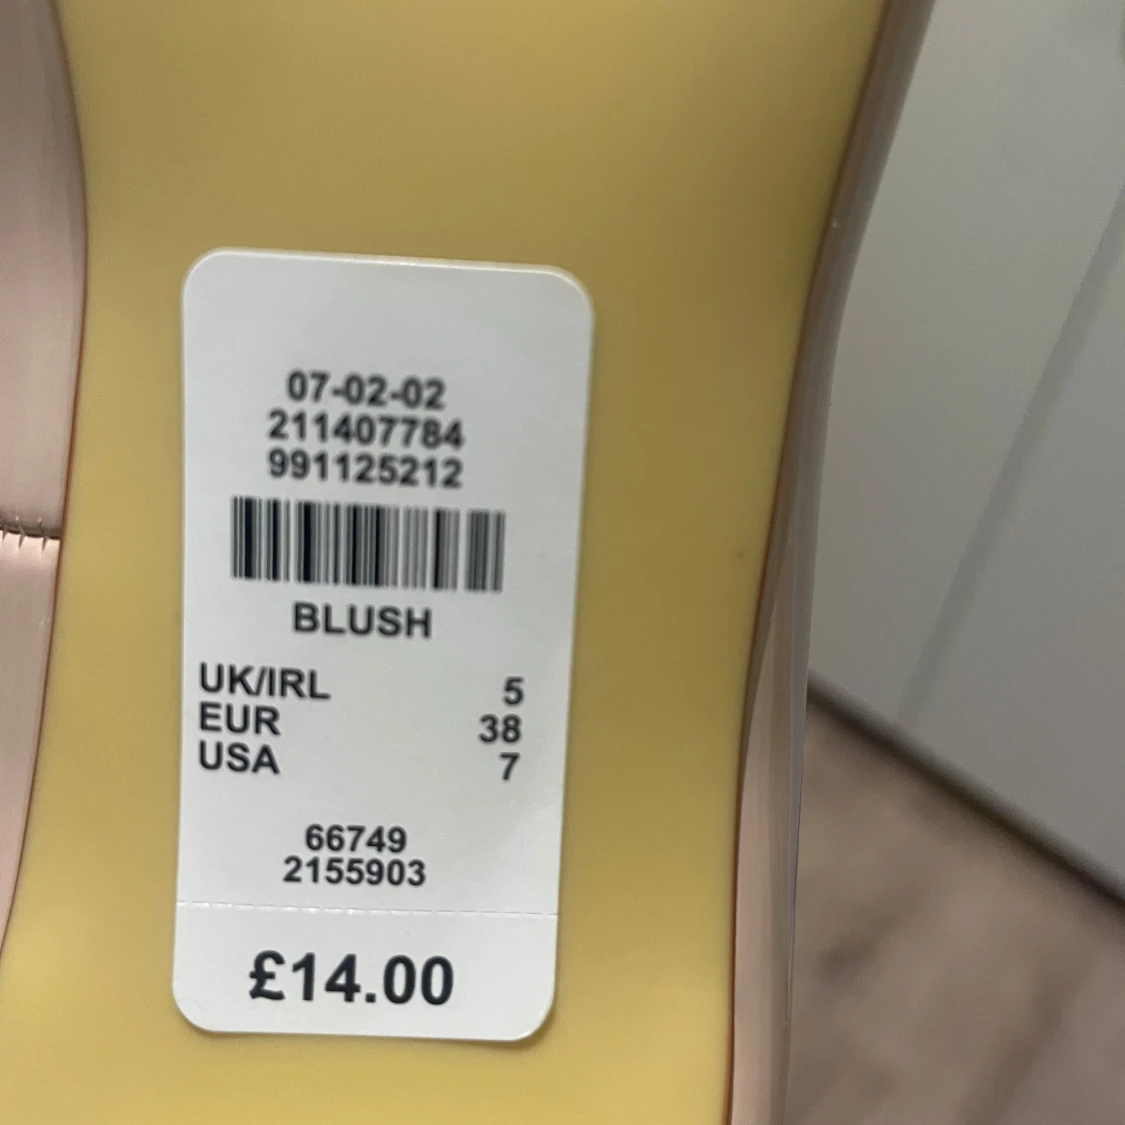 07-02-02
211407784
991125212
BLUSH
UK/IRL 5
EUR 38
USA 7
66749
2155903
£14.00